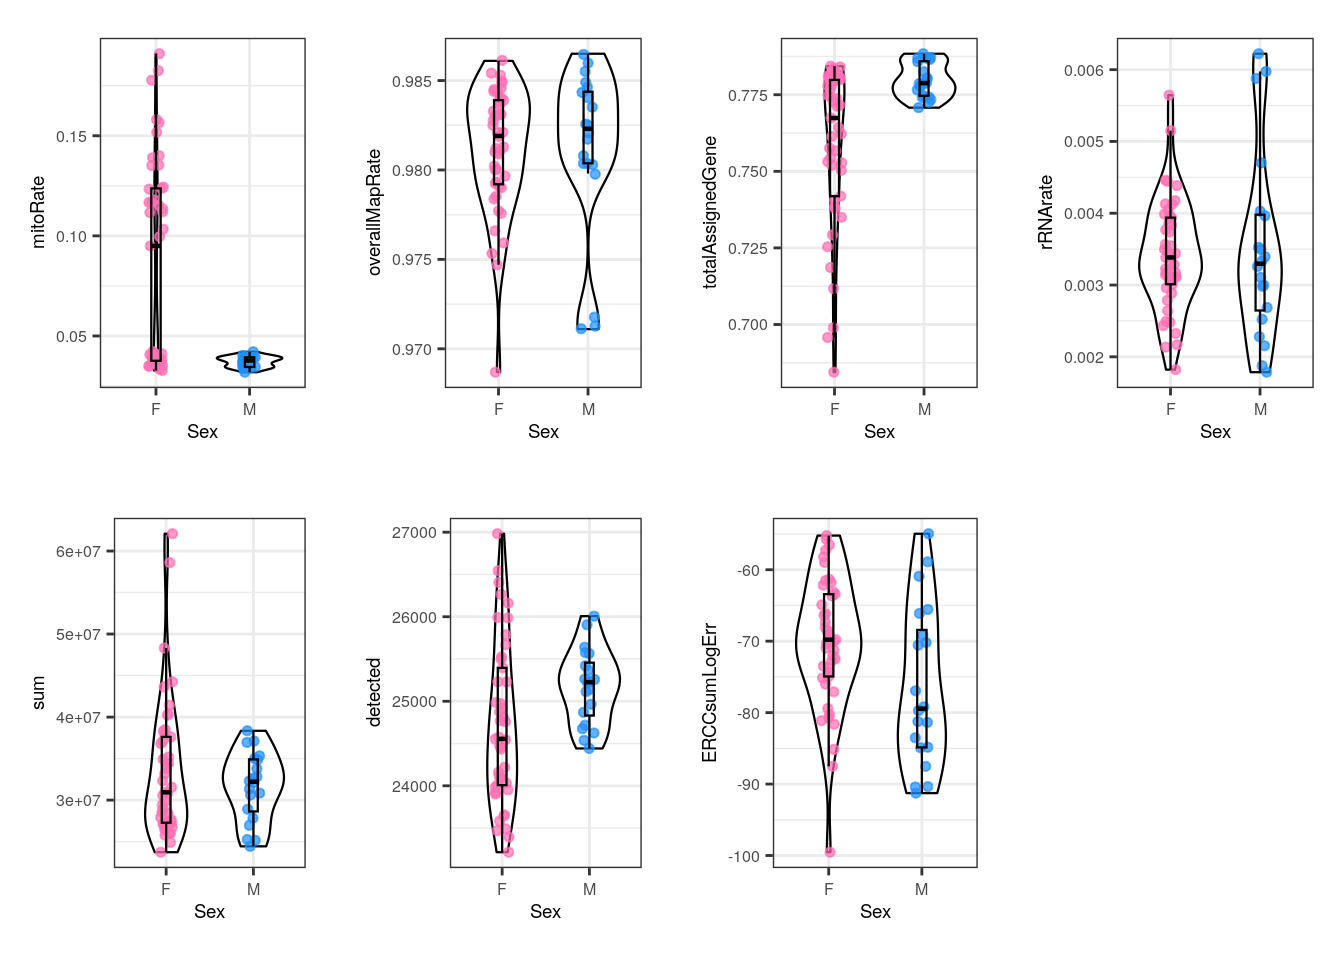 mitoRate
0.15
0.10
0.05
F M
Sex
overallMapRate
0.985
0.980
0.975
0.970
F M
Sex
totalAssignedGene
0.775
0.750
0.725
0.700
F M
Sex
rRNArate
0.006
0.005
0.004
0.003
0.002
F M
Sex
sum
6e+07
5e+07
4e+07
3e+07
F M
Sex
detected
27000
26000
25000
24000
F M
Sex
ERCCsumLogErr
-60
-70
-80
-90
-100
F M
Sex